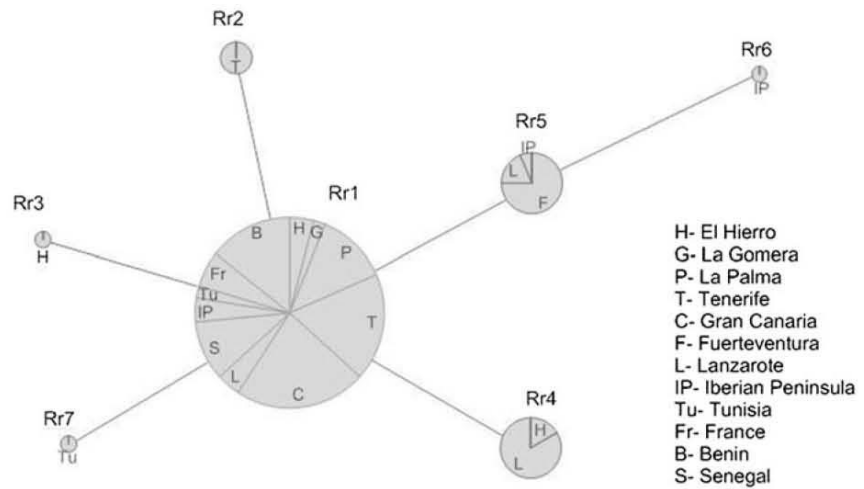 Rr2
T
Rr6
IP
Rr5
IP
L
F
Rr3
H
Rr1
B
H
G
P
Fr
Tu
IP
T
S
L
C
Rr7
Tu
Rr4
H
L
H- El Hierro
G- La Gomera
P- La Palma
T- Tenerife
C- Gran Canaria
F- Fuerteventura
L- Lanzarote
IP- Iberian Peninsula
Tu- Tunisia
Fr- France
B- Benin
S- Senegal